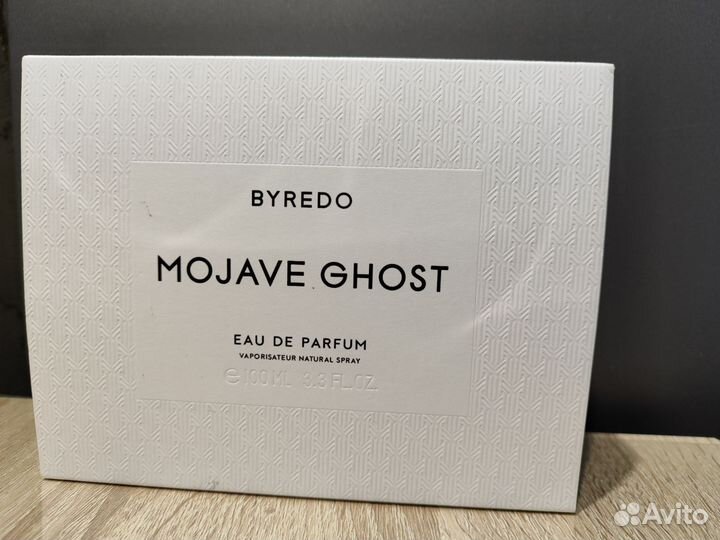 BYREDO
MOJAVE GHOST
EAU DE PARFUM
VAPORISATEUR NATURAL SPRAY
℮ 100 ML 3.3 FL.OZ.
Avito